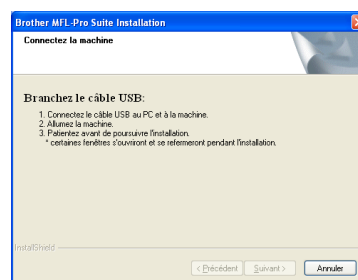 Brother MFL-Pro Suite Installation
Connectez la machine
Branchez le câble USB:
1. Connectez le câble USB au PC et à la machine.
2. Allumez la machine.
3. Patientez avant de poursuivre l'installation.
* certaines fenêtres s'ouvriront et se refermeront pendant l'installation.
InstallShield
< Précédent
Suivant >
Annuler